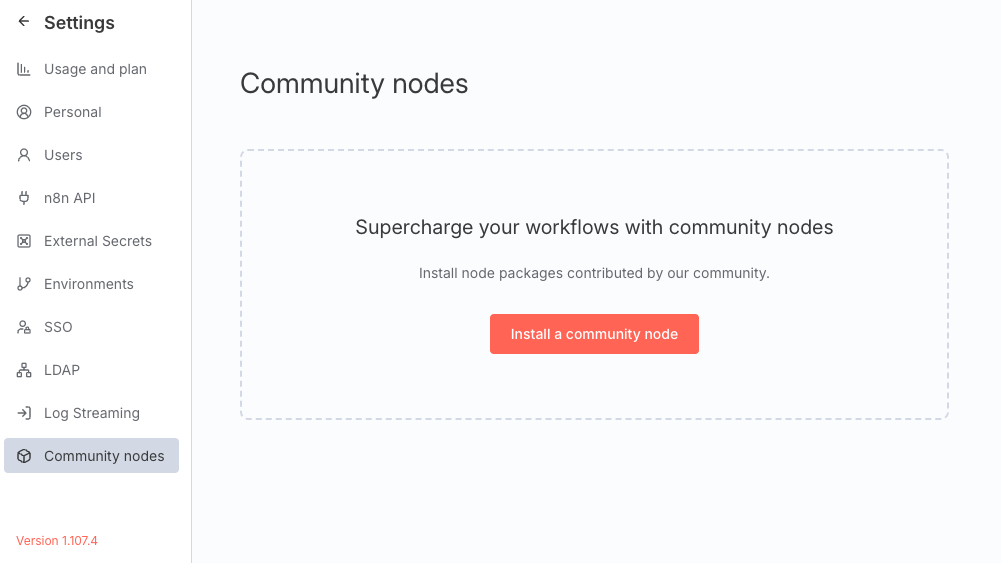 Settings
Usage and plan
Personal
Users
n8n API
External Secrets
Environments
SSO
LDAP
Log Streaming
Community nodes
Version 1.107.4
Community nodes
Supercharge your workflows with community nodes
Install node packages contributed by our community.
Install a community node